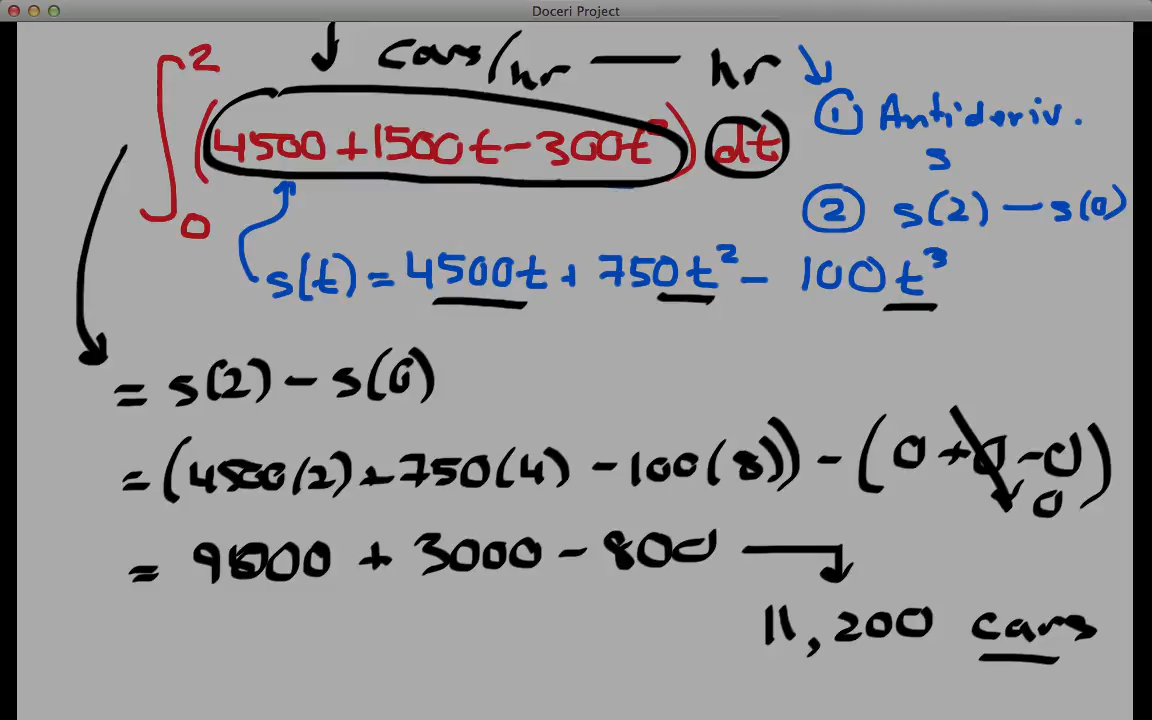 Doceri Project
cars/hr — hr
∫₀² (4500 + 1500t - 300t²) dt
① Antideriv.
s
② s(2) - s(0)
s(t) = 4500t + 750t² - 100t³
= s(2) - s(0)
= (4500(2) + 750(4) - 100(8)) - (0 + 0 - 0)
0
= 9000 + 3000 - 800
11,200 cars